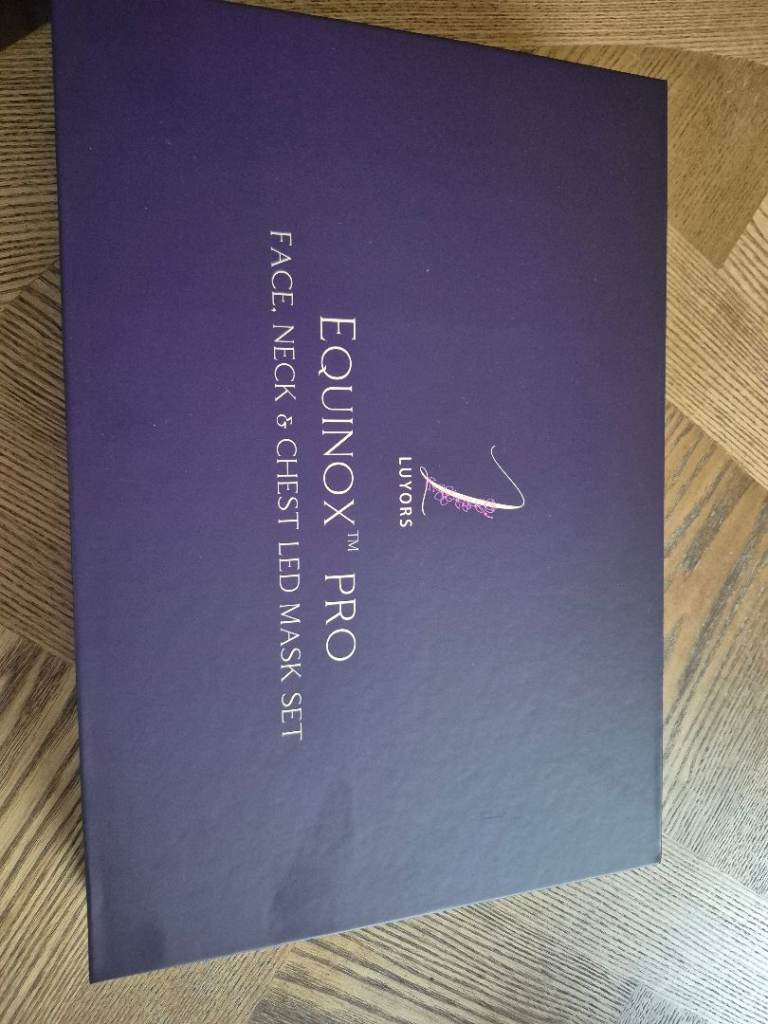 LUYORS
EQUINOX™ PRO
FACE, NECK & CHEST LED MASK SET